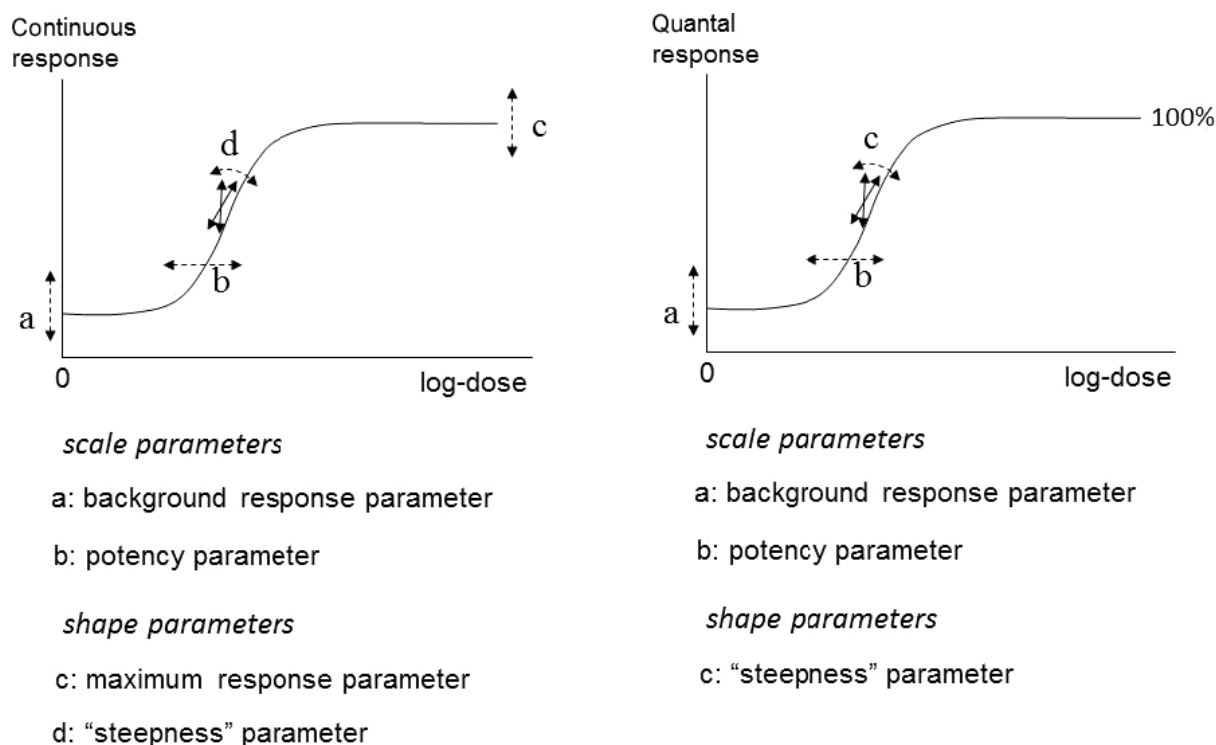 Continuous
response
c
d
b
a
0
log-dose
scale parameters
a: background response parameter
b: potency parameter
shape parameters
c: maximum response parameter
d: “steepness” parameter
Quantal
response
100%
c
b
a
0
log-dose
scale parameters
a: background response parameter
b: potency parameter
shape parameters
c: “steepness” parameter